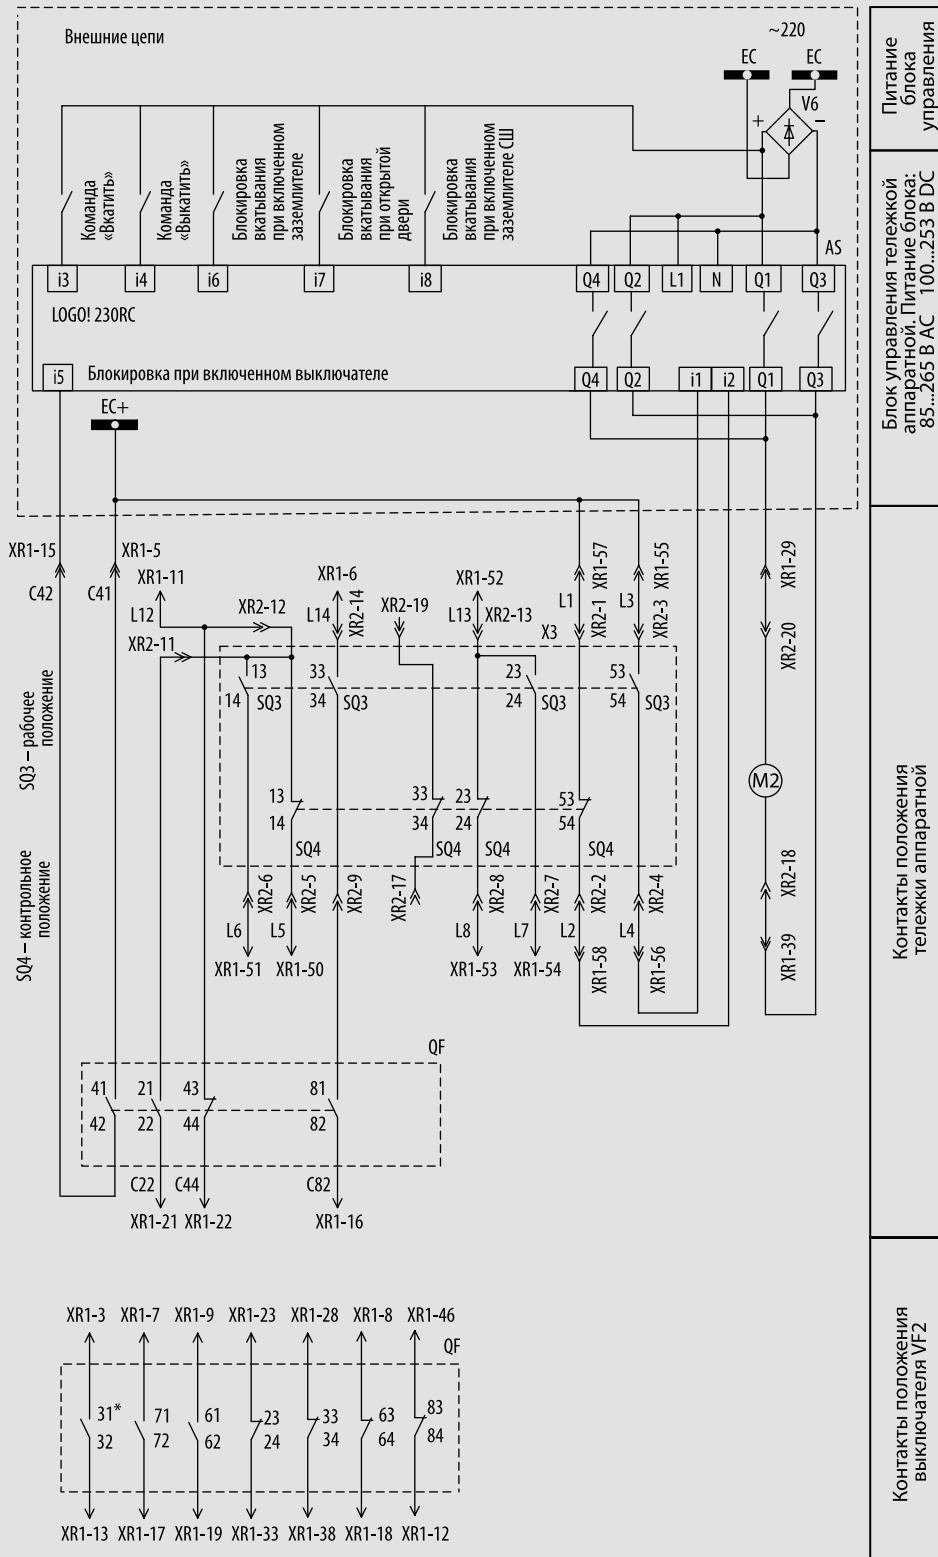 Внешние цепи
~220
EC
EC
V6
+
−
Команда
«Вкатить»
Команда
«Выкатить»
Блокировка
вкатывания
при включенном
заземлителе
Блокировка
вкатывания
при открытой
двери
Блокировка
вкатывания
при включенном
заземлителе СШ
AS
i3
i4
i6
i7
i8
Q4
Q2
L1
N
Q1
Q3
LOGO! 230RC
i5
Блокировка при включенном выключателе
Q4
Q2
i1
i2
Q1
Q3
EC+
XR1-15
XR1-5
C42
C41
XR1-11
L12
XR2-11
XR2-12
XR1-6
L14
XR2-14
XR2-19
XR1-52
L13
XR2-13
X3
L1
XR1-57
XR2-1
L3
XR1-55
XR2-3
XR1-29
XR2-20
SQ3 – рабочее
положение
13
14
SQ3
33
34
SQ3
23
24
SQ3
53
54
SQ3
M2
13
14
SQ4
33
34
SQ4
23
24
SQ4
53
54
SQ4
SQ4 – контрольное
положение
XR2-6
XR2-5
XR2-9
XR2-17
XR2-8
XR2-7
XR2-2
XR2-4
XR2-18
L6
L5
L8
L7
L2
L4
XR1-51
XR1-50
XR1-53
XR1-54
XR1-58
XR1-56
XR1-39
QF
41
42
21
22
43
44
81
82
C22
C44
C82
XR1-21
XR1-22
XR1-16
XR1-3
XR1-7
XR1-9
XR1-23
XR1-28
XR1-8
XR1-46
QF
31*
32
71
72
61
62
23
24
33
34
63
64
83
84
XR1-13
XR1-17
XR1-19
XR1-33
XR1-38
XR1-18
XR1-12
Питание
блока
управления
Блок управления тележкой
аппаратной. Питание блока:
85...265 В AC 100...253 В DC
Контакты положения
тележки аппаратной
Контакты положения
выключателя VF2